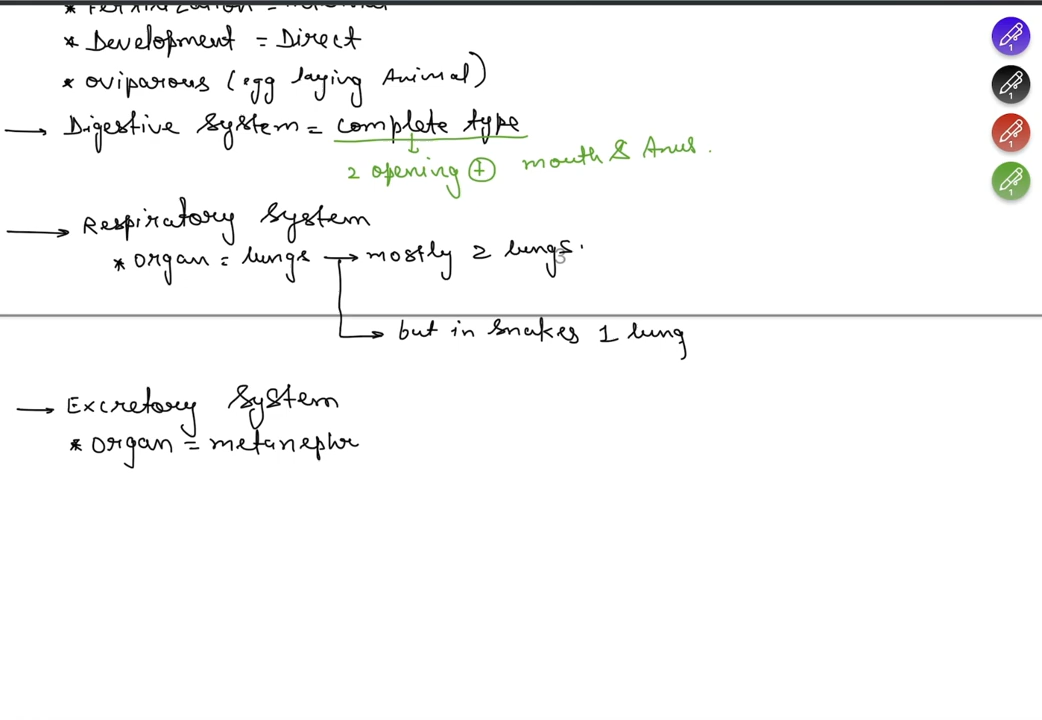 * Development = Direct
* oviparous (egg laying Animal)
→ Digestive System = complete type
2 opening (+) mouth & Anus.
→ Respiratory System
* organ = lungs → mostly 2 lungs.
→ but in snakes 1 lung
→ Excretory System
* organ = metanephr